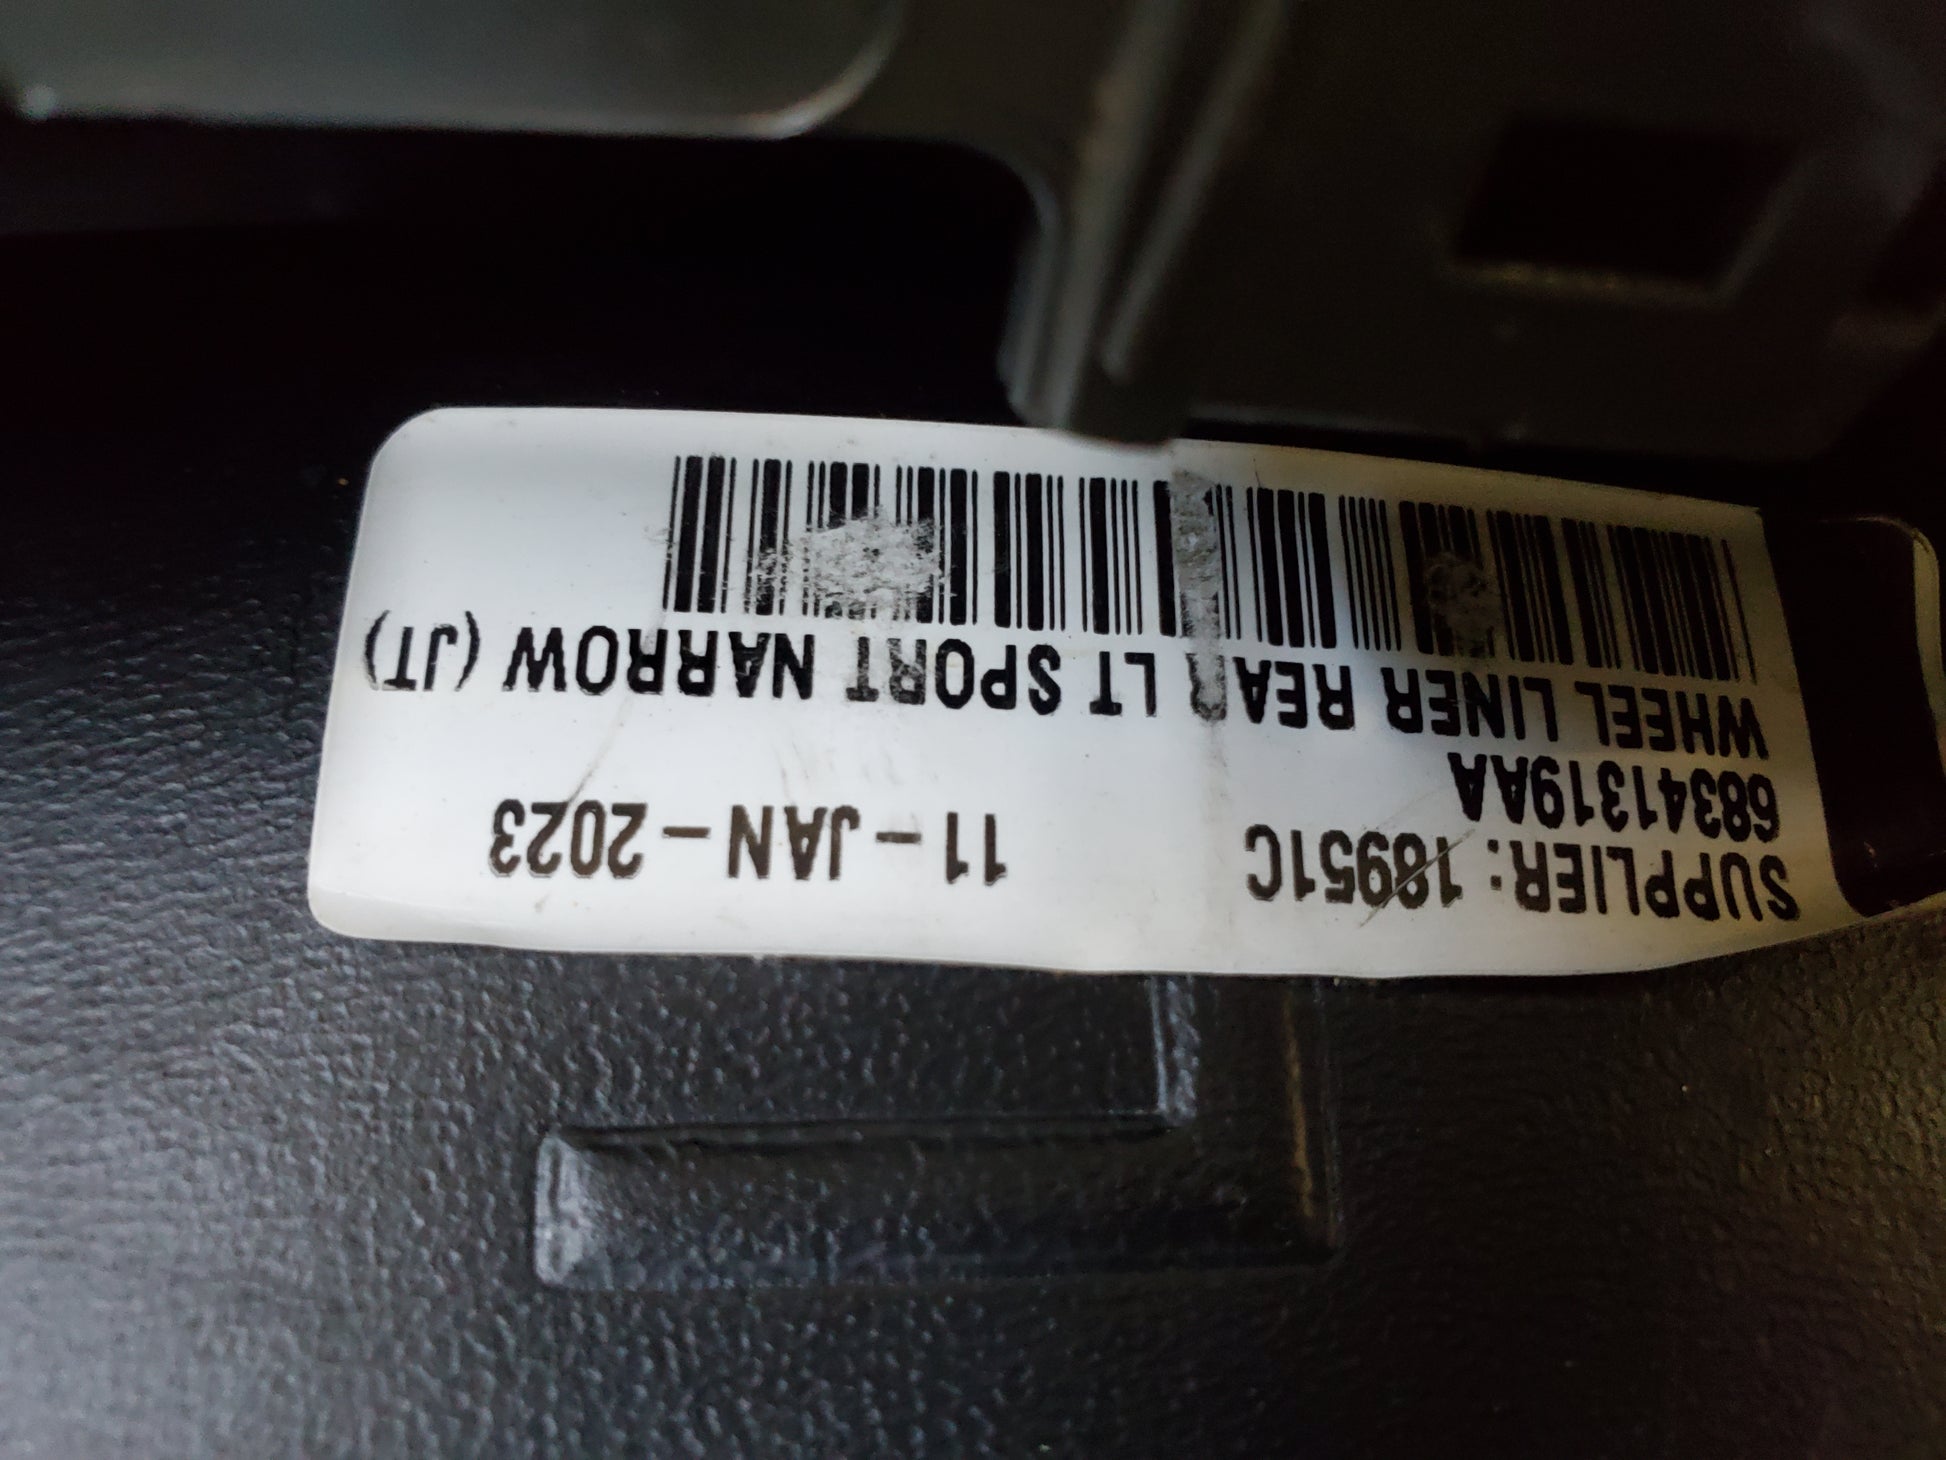 SUPPLIER: 18951C 11-JAN-2023
68341319AA
WHEEL LINER REAR LT SPORT NARROW (JT)